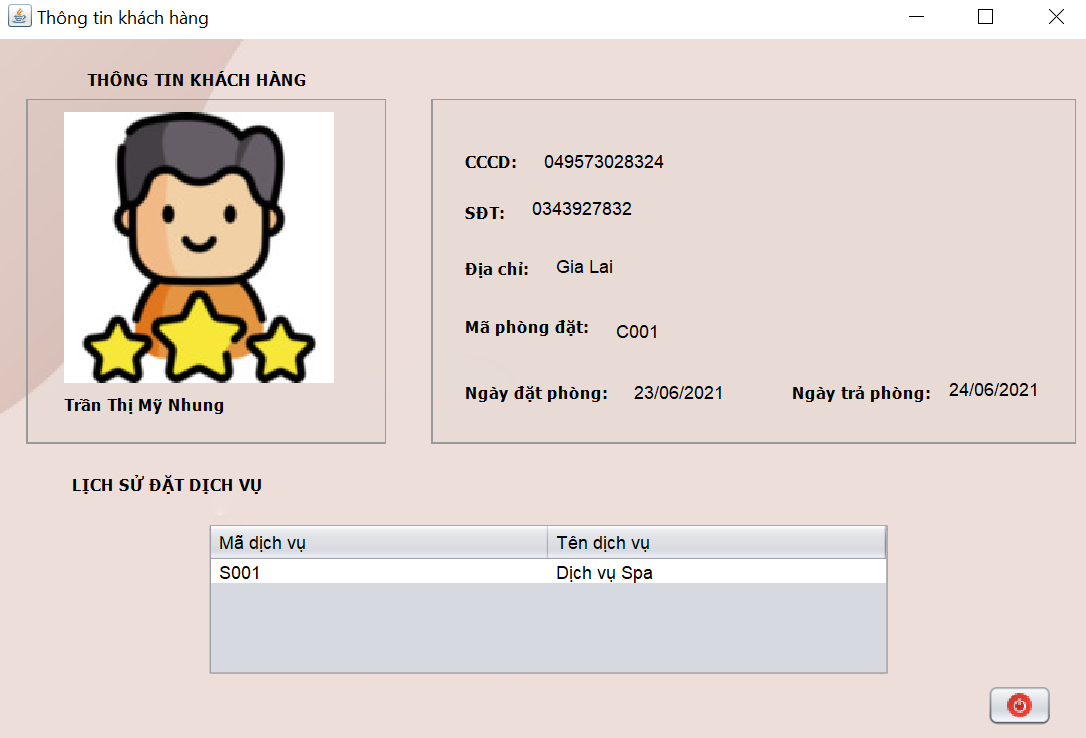 Thông tin khách hàng
THÔNG TIN KHÁCH HÀNG
Trần Thị Mỹ Nhung
CCCD: 049573028324
SĐT: 0343927832
Địa chỉ: Gia Lai
Mã phòng đặt: C001
Ngày đặt phòng: 23/06/2021 Ngày trả phòng: 24/06/2021
LỊCH SỬ ĐẶT DỊCH VỤ
Mã dịch vụ Tên dịch vụ
S001 Dịch vụ Spa